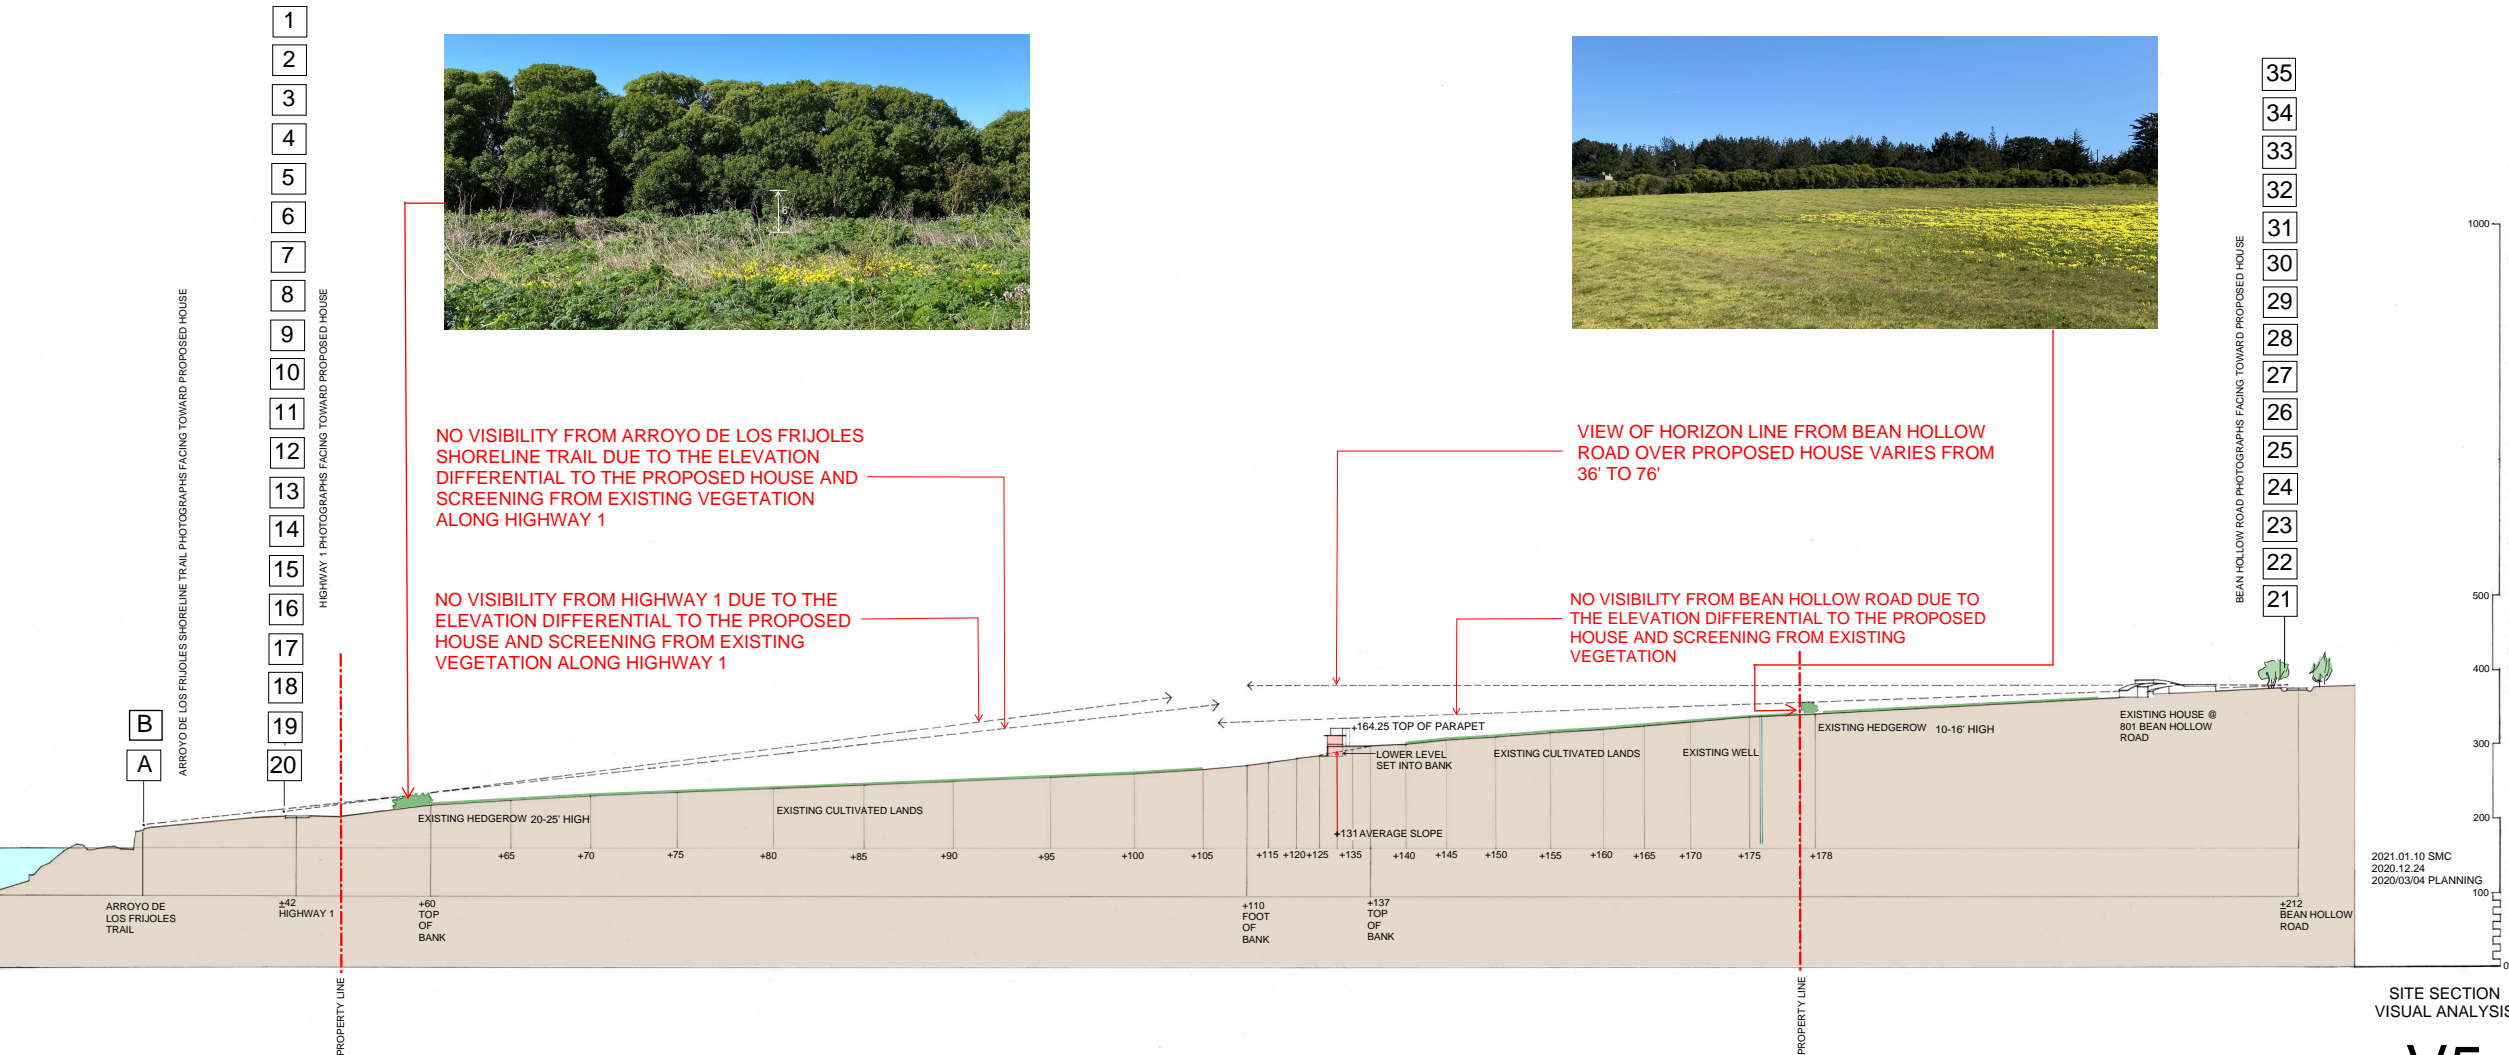 1
2
3
4
5
6
7
8
9
10
11
12
13
14
15
16
17
18
19
20
B
A
ARROYO DE LOS FRIJOLES SHORELINE TRAIL PHOTOGRAPHS FACING TOWARD PROPOSED HOUSE
HIGHWAY 1 PHOTOGRAPHS FACING TOWARD PROPOSED HOUSE
6'
NO VISIBILITY FROM ARROYO DE LOS FRIJOLES
SHORELINE TRAIL DUE TO THE ELEVATION
DIFFERENTIAL TO THE PROPOSED HOUSE AND
SCREENING FROM EXISTING VEGETATION
ALONG HIGHWAY 1
NO VISIBILITY FROM HIGHWAY 1 DUE TO THE
ELEVATION DIFFERENTIAL TO THE PROPOSED
HOUSE AND SCREENING FROM EXISTING
VEGETATION ALONG HIGHWAY 1
VIEW OF HORIZON LINE FROM BEAN HOLLOW
ROAD OVER PROPOSED HOUSE VARIES FROM
36' TO 76'
NO VISIBILITY FROM BEAN HOLLOW ROAD DUE TO
THE ELEVATION DIFFERENTIAL TO THE PROPOSED
HOUSE AND SCREENING FROM EXISTING
VEGETATION
BEAN HOLLOW ROAD PHOTOGRAPHS FACING TOWARD PROPOSED HOUSE
35
34
33
32
31
30
29
28
27
26
25
24
23
22
21
1000
500
400
300
200
100
0
+164.25 TOP OF PARAPET
LOWER LEVEL
SET INTO BANK
EXISTING CULTIVATED LANDS
EXISTING WELL
EXISTING HEDGEROW 10-16' HIGH
EXISTING HOUSE @
801 BEAN HOLLOW
ROAD
EXISTING HEDGEROW 20-25' HIGH
EXISTING CULTIVATED LANDS
+131 AVERAGE SLOPE
+65 +70 +75 +80 +85 +90 +95 +100 +105 +115 +120 +125 +135 +140 +145 +150 +155 +160 +165 +170 +175 +178
ARROYO DE
LOS FRIJOLES
TRAIL
±42
HIGHWAY 1
+60
TOP
OF
BANK
+110
FOOT
OF
BANK
+137
TOP
OF
BANK
±212
BEAN HOLLOW
ROAD
2021.01.10 SMC
2020.12.24
2020/03/04 PLANNING
PROPERTY LINE
PROPERTY LINE
SITE SECTION
VISUAL ANALYSIS